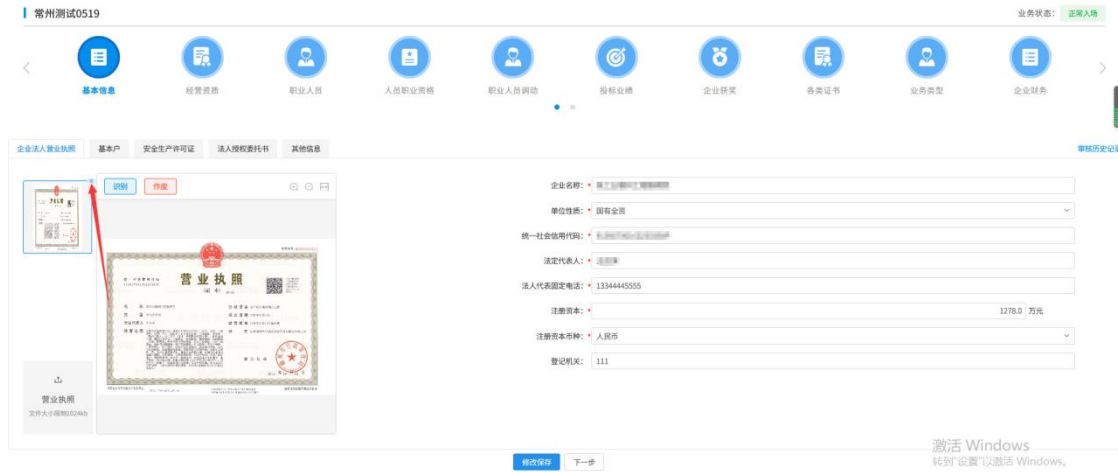 常州测试0519
业务状态： 正常入场
基本信息 经营资质 职业人员 人员职业资格 职业人员调动 投标业绩 企业获奖 各类证书 业务类型 企业财务
企业法人营业执照 基本户 安全生产许可证 法人授权委托书 其他信息 审核历史记录
识别 作废
企业名称：*
单位性质：* 国有全资
统一社会信用代码：*
法定代表人：*
法人代表固定电话：* 13344445555
注册资本：* 1278.0 万元
注册资本币种：* 人民币
登记机关： 111
营业执照
营业执照
文件大小限制1024kb
修改保存 下一步
激活 Windows
转到"设置"以激活 Windows。